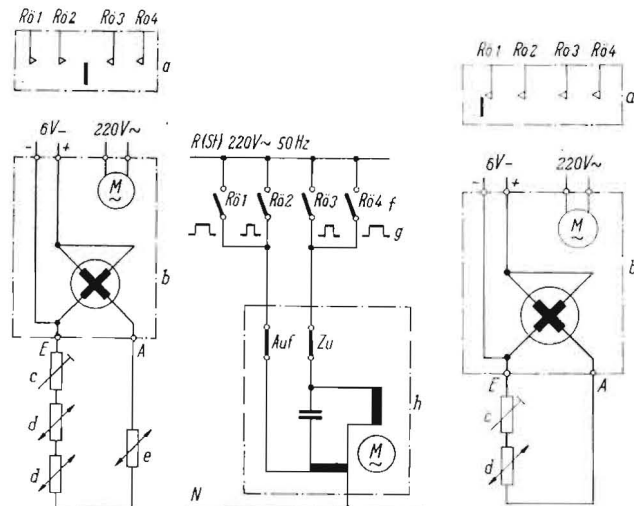 Rö1 Rö2 Rö3 Rö4
a
6V- 220V~
- +
M
~
b
E A
c
d
d
e
R(St) 220V~ 50Hz
Rö1 Rö2 Rö3 Rö4 f
g
Auf Zu
h
M
~
N
Rö1 Rö2 Rö3 Rö4
a
6V- 220V~
- +
M
~
b
E A
c
d